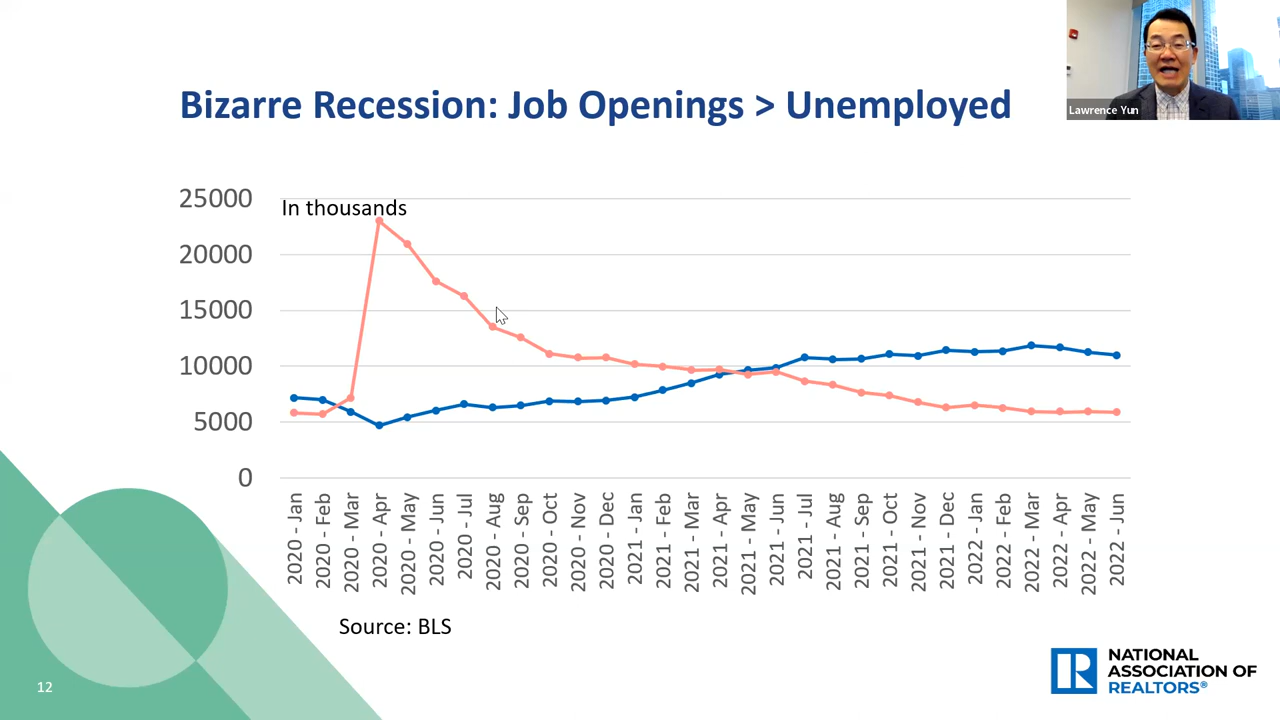 Lawrence Yun
Bizarre Recession: Job Openings > Unemployed
In thousands
25000
20000
15000
10000
5000
0
2020 - Jan
2020 - Feb
2020 - Mar
2020 - Apr
2020 - May
2020 - Jun
2020 - Jul
2020 - Aug
2020 - Sep
2020 - Oct
2020 - Nov
2020 - Dec
2021 - Jan
2021 - Feb
2021 - Mar
2021 - Apr
2021 - May
2021 - Jun
2021 - Jul
2021 - Aug
2021 - Sep
2021 - Oct
2021 - Nov
2021 - Dec
2022 - Jan
2022 - Feb
2022 - Mar
2022 - Apr
2022 - May
2022 - Jun
Source: BLS
12
R
NATIONAL
ASSOCIATION OF
REALTORS®